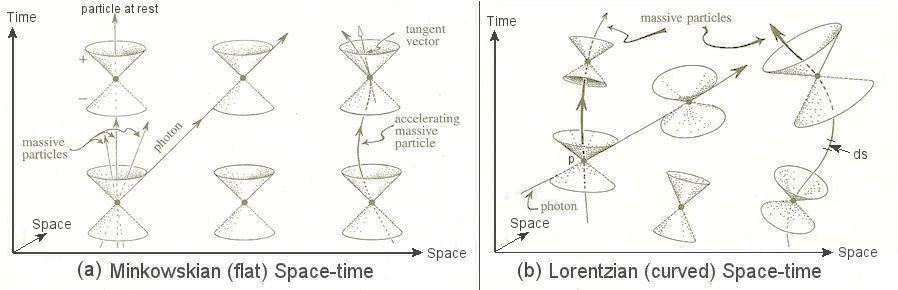 particle at rest
Time
+
−
tangent
vector
photon
accelerating
massive
particle
massive
particles
Space
Space
(a) Minkowskian (flat) Space-time
Time
massive particles
p
ds
photon
Space
Space
(b) Lorentzian (curved) Space-time